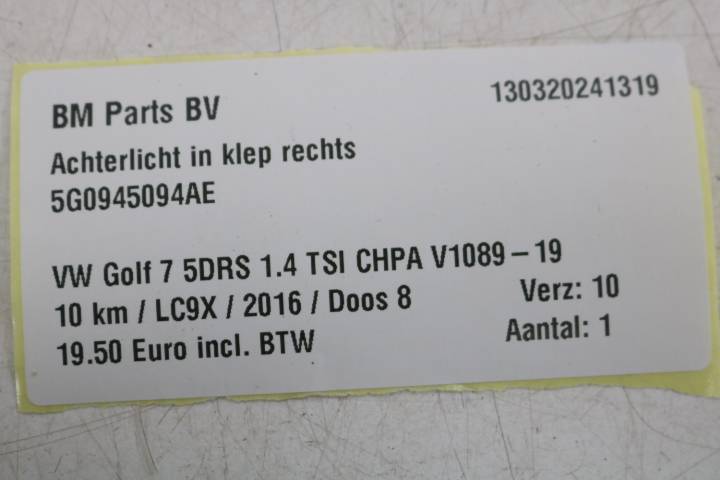 BM Parts BV 130320241319
Achterlicht in klep rechts
5G0945094AE
VW Golf 7 5DRS 1.4 TSI CHPA V1089 – 19
10 km / LC9X / 2016 / Doos 8 Verz: 10
19.50 Euro incl. BTW Aantal: 1